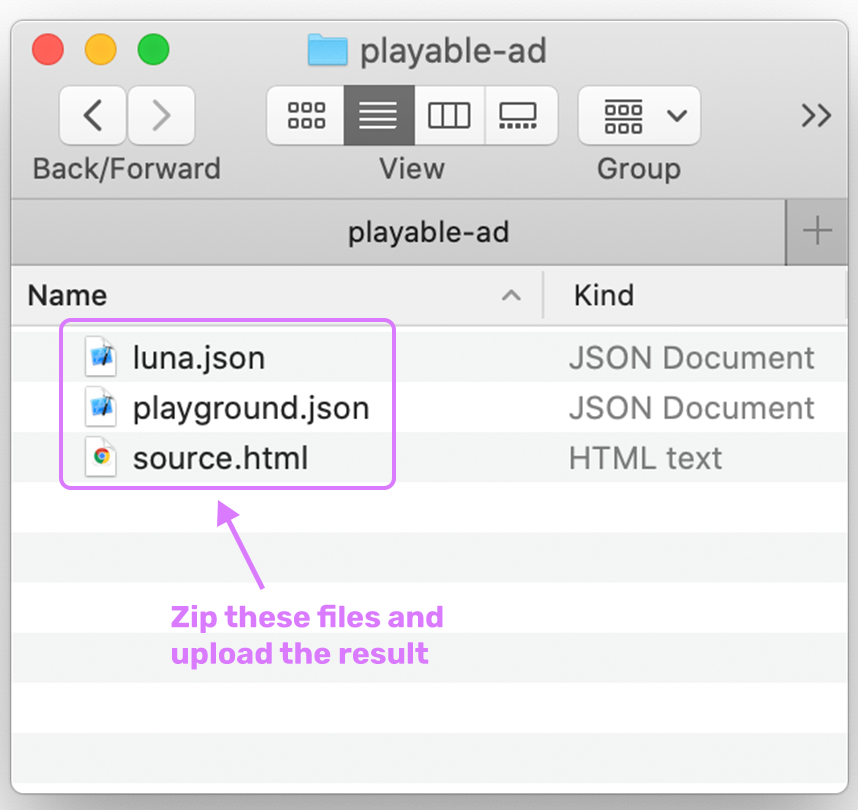 playable-ad
Back/Forward
View
Group
playable-ad
Name
Kind
luna.json
JSON Document
playground.json
JSON Document
source.html
HTML text
Zip these files and
upload the result